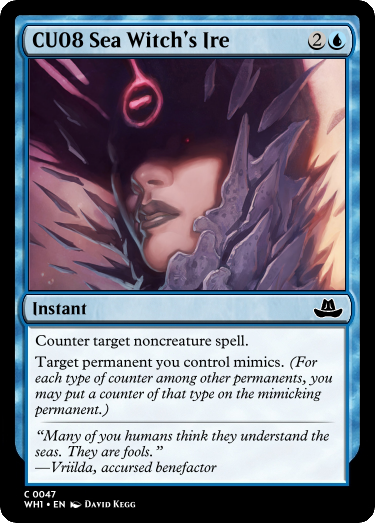 CU08 Sea Witch's Ire 2
Instant
Counter target noncreature spell.
Target permanent you control mimics. (For
each type of counter among other permanents, you
may put a counter of that type on the mimicking
permanent.)
"Many of you humans think they understand the
seas. They are fools."
—Vriilda, accursed benefactor
C 0047
WH1 • EN David Kegg